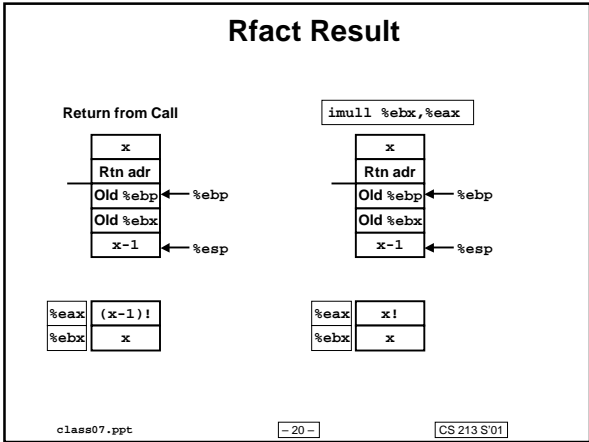 Rfact Result
Return from Call
x
Rtn adr
Old %ebp
%ebp
Old %ebx
x-1
%esp
%eax
(x-1)!
%ebx
x
imull %ebx,%eax
x
Rtn adr
Old %ebp
%ebp
Old %ebx
x-1
%esp
%eax
x!
%ebx
x
class07.ppt
– 20 –
CS 213 S'01